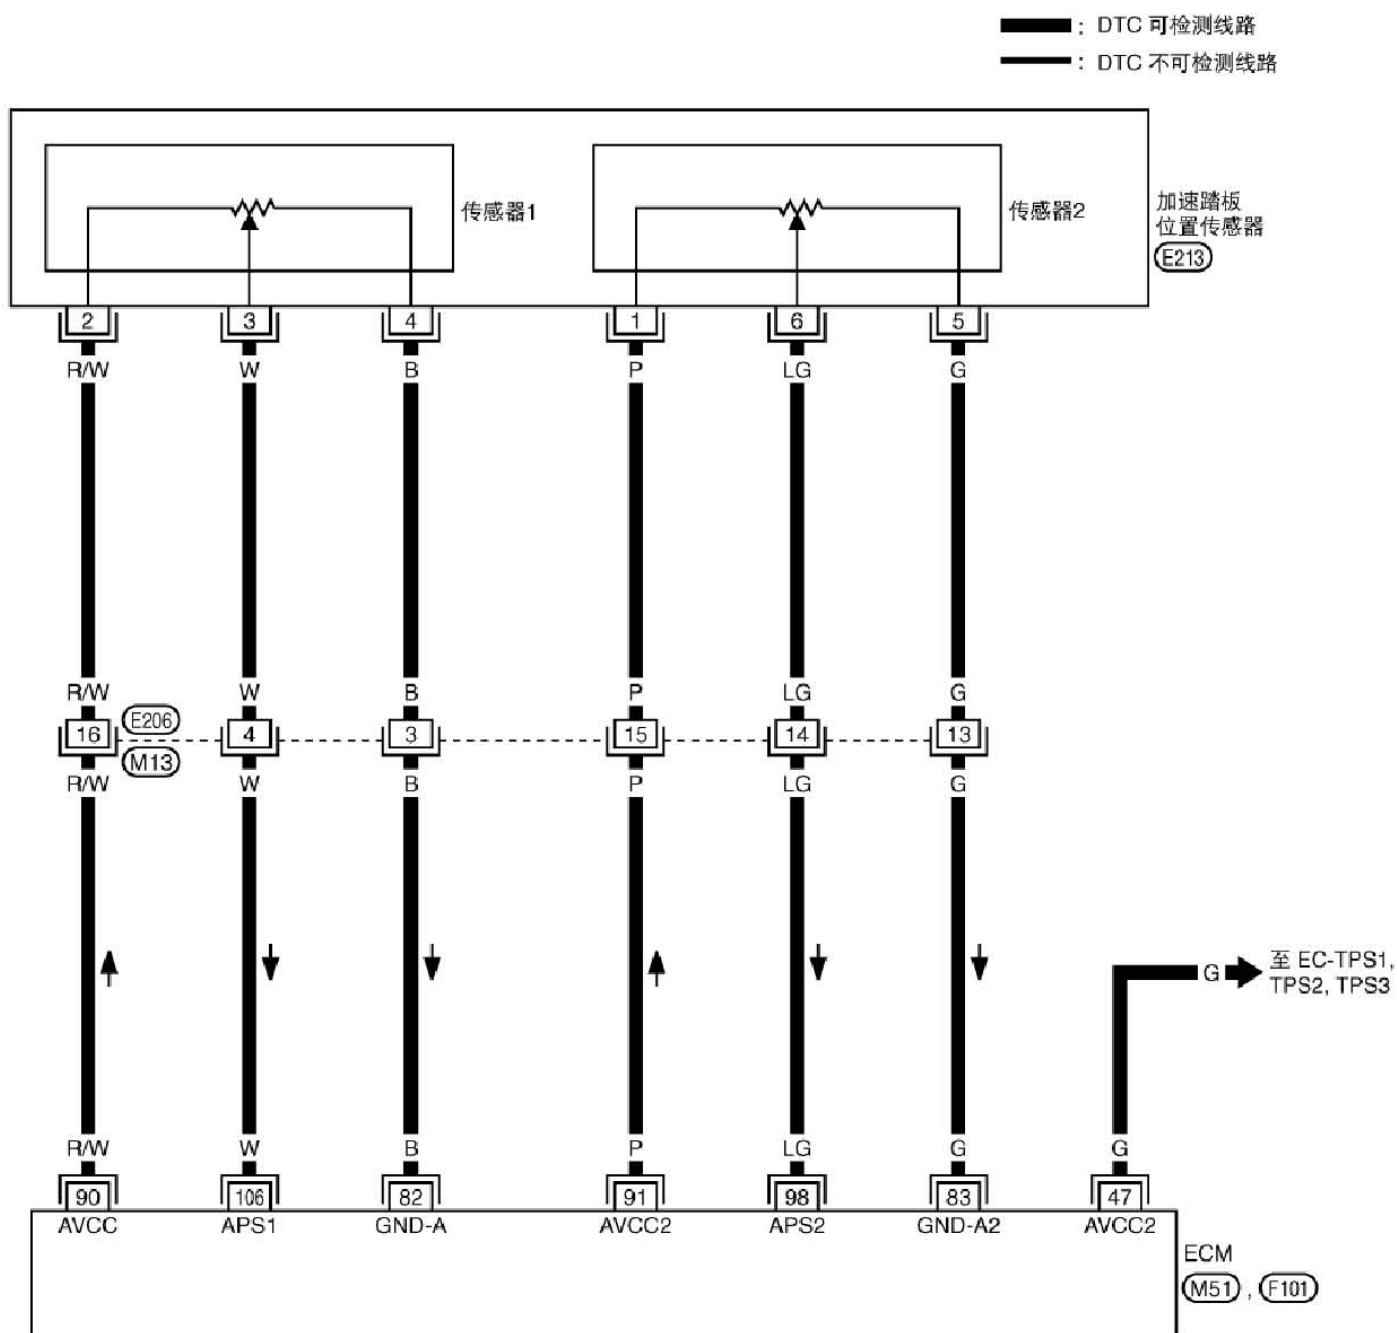 : DTC 可检测线路
: DTC 不可检测线路
传感器1
传感器2
加速踏板
位置传感器
E213
2 3 4 1 6 5
R/W W B P LG G
R/W W B P LG G
E206
16 4 3 15 14 13
M13
R/W W B P LG G
G
至 EC-TPS1,
TPS2, TPS3
R/W W B P LG G G
90 106 82 91 98 83 47
AVCC APS1 GND-A AVCC2 APS2 GND-A2 AVCC2
ECM
M51 , F101